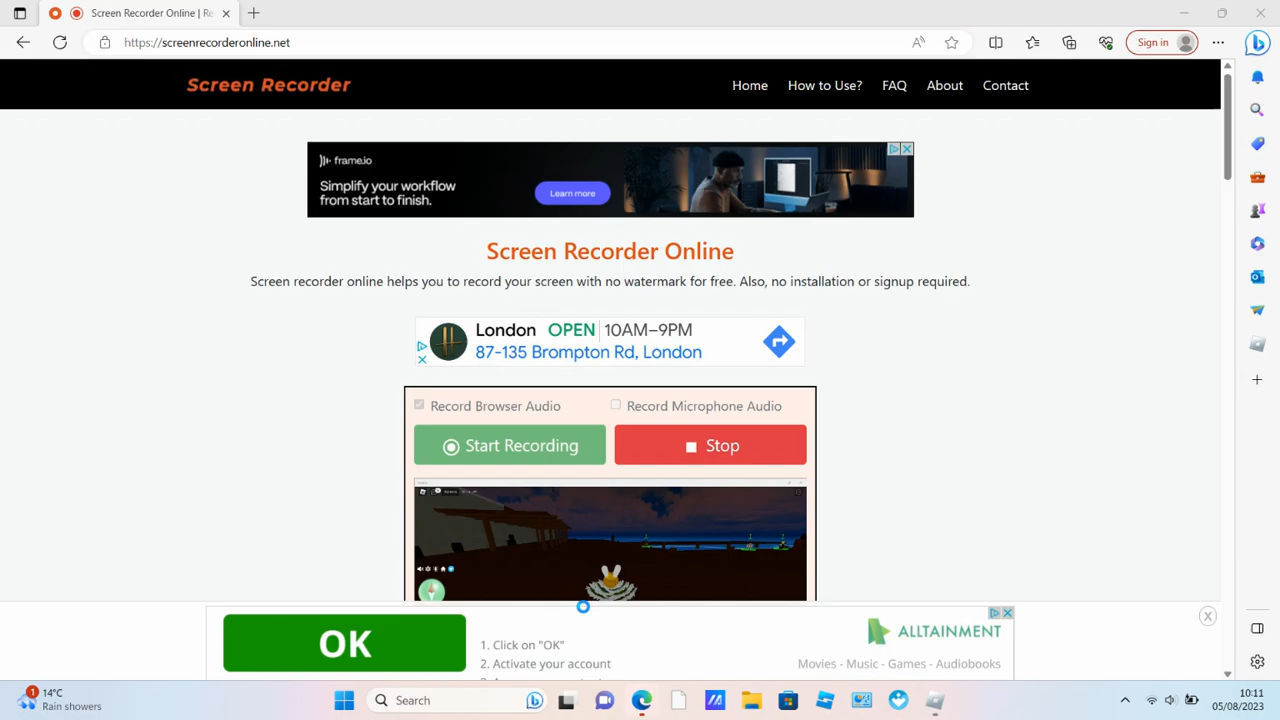 Screen Recorder Online | Re
https://screenrecorderonline.net
Sign in
Screen Recorder
Home How to Use? FAQ About Contact
frame.io
Simplify your workflow
from start to finish.
Learn more
Screen Recorder Online
Screen recorder online helps you to record your screen with no watermark for free. Also, no installation or signup required.
London OPEN 10AM–9PM
87-135 Brompton Rd, London
Record Browser Audio Record Microphone Audio
Start Recording Stop
OK
1. Click on "OK"
2. Activate your account
ALLTAINMENT
Movies - Music - Games - Audiobooks
1
14°C
Rain showers
Search
10:11
05/08/2023